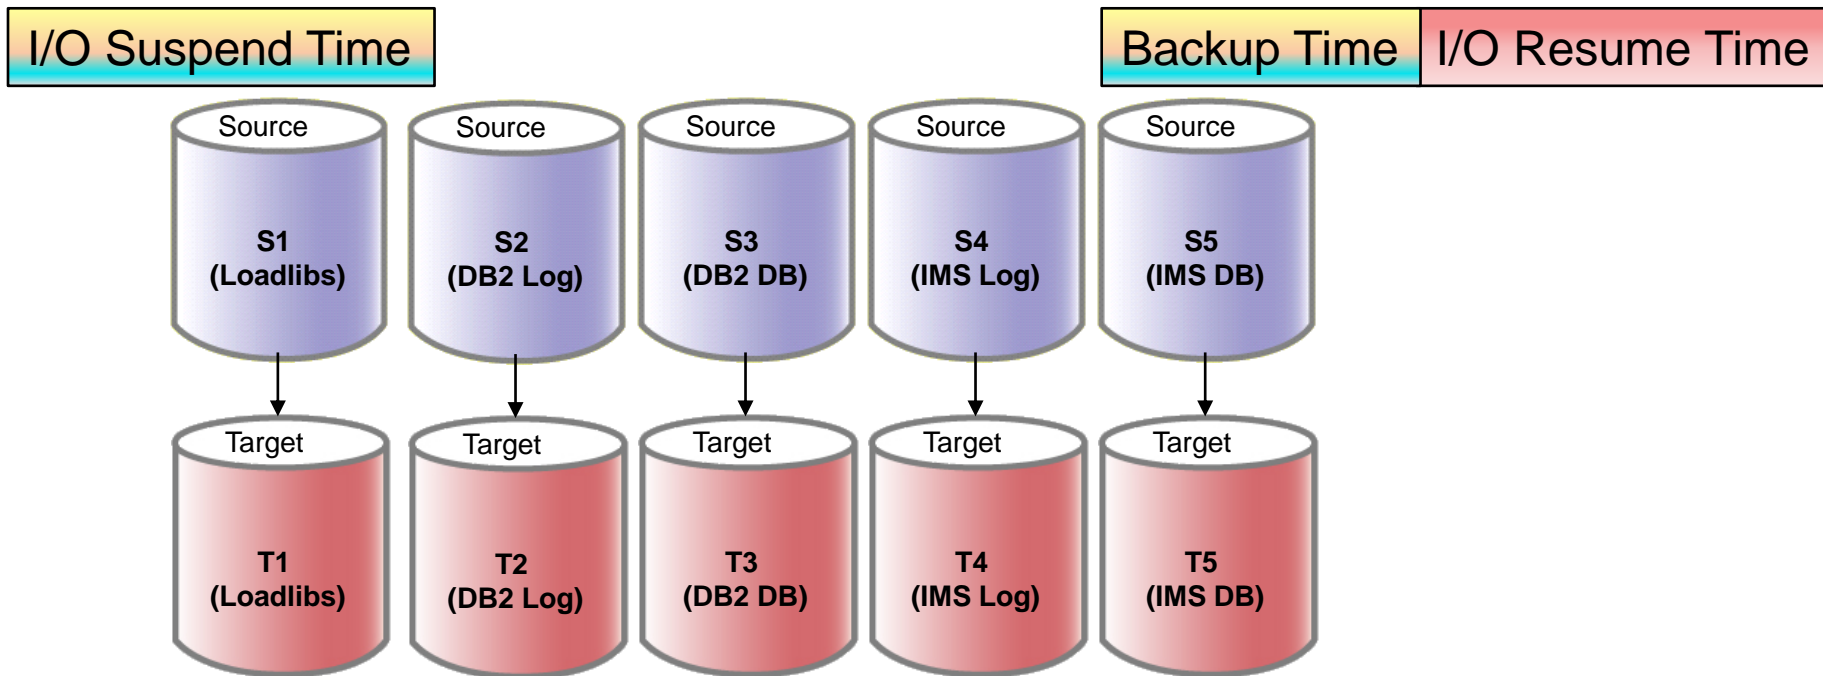 I/O Suspend Time
Backup Time
I/O Resume Time
Source
Source
Source
Source
Source
S1
(Loadlibs)
S2
(DB2 Log)
S3
(DB2 DB)
S4
(IMS Log)
S5
(IMS DB)
Target
Target
Target
Target
Target
T1
(Loadlibs)
T2
(DB2 Log)
T3
(DB2 DB)
T4
(IMS Log)
T5
(IMS DB)